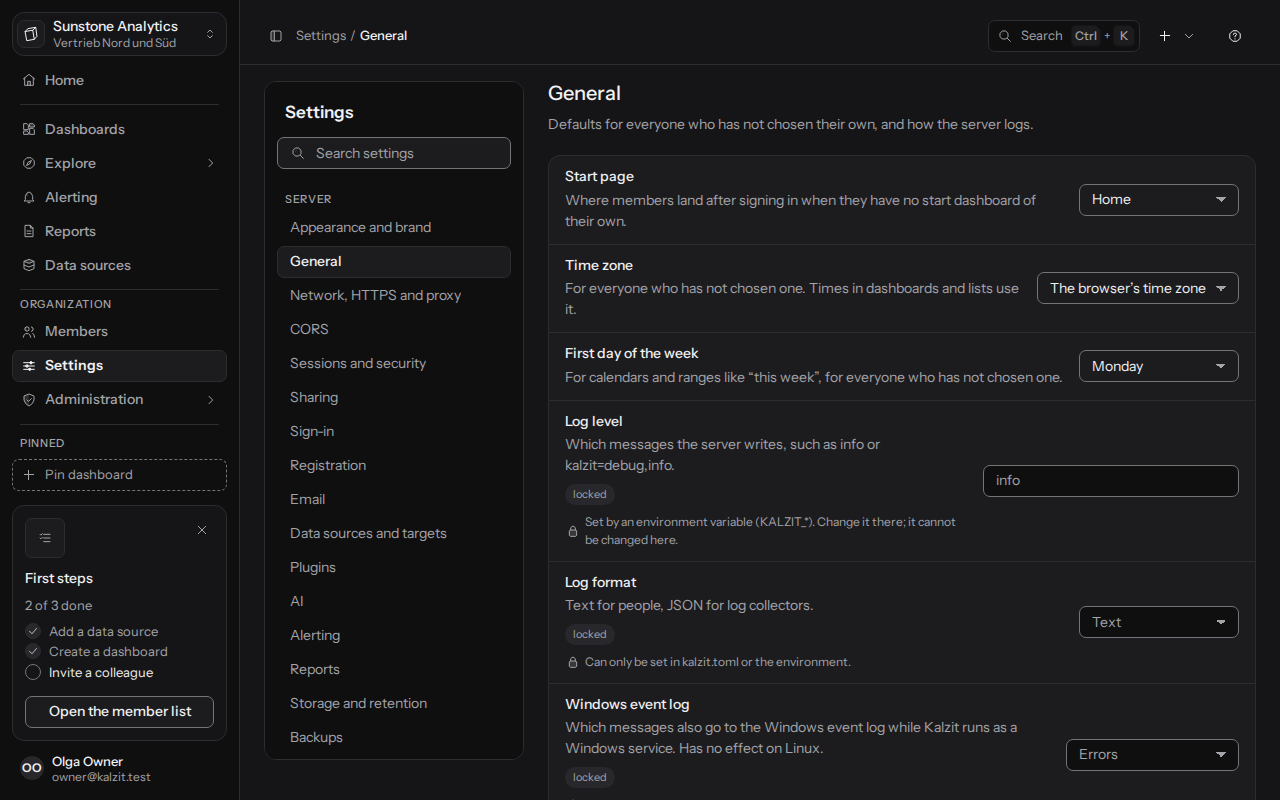 Sunstone Analytics
Vertrieb Nord und Süd
Home
Dashboards
Explore
Alerting
Reports
Data sources
ORGANIZATION
Members
Settings
Administration
PINNED
Pin dashboard
First steps
2 of 3 done
Add a data source
Create a dashboard
Invite a colleague
Open the member list
OO
Olga Owner
owner@kalzit.test
Settings / General
Search Ctrl + K
Settings
Search settings
SERVER
Appearance and brand
General
Network, HTTPS and proxy
CORS
Sessions and security
Sharing
Sign-in
Registration
Email
Data sources and targets
Plugins
AI
Alerting
Reports
Storage and retention
Backups
General
Defaults for everyone who has not chosen their own, and how the server logs.
Start page
Where members land after signing in when they have no start dashboard of
their own.
Home
Time zone
For everyone who has not chosen one. Times in dashboards and lists use
it.
The browser’s time zone
First day of the week
For calendars and ranges like “this week”, for everyone who has not chosen one.
Monday
Log level
Which messages the server writes, such as info or
kalzit=debug,info.
locked
Set by an environment variable (KALZIT_*). Change it there; it cannot
be changed here.
info
Log format
Text for people, JSON for log collectors.
locked
Can only be set in kalzit.toml or the environment.
Text
Windows event log
Which messages also go to the Windows event log while Kalzit runs as a
Windows service. Has no effect on Linux.
locked
Errors